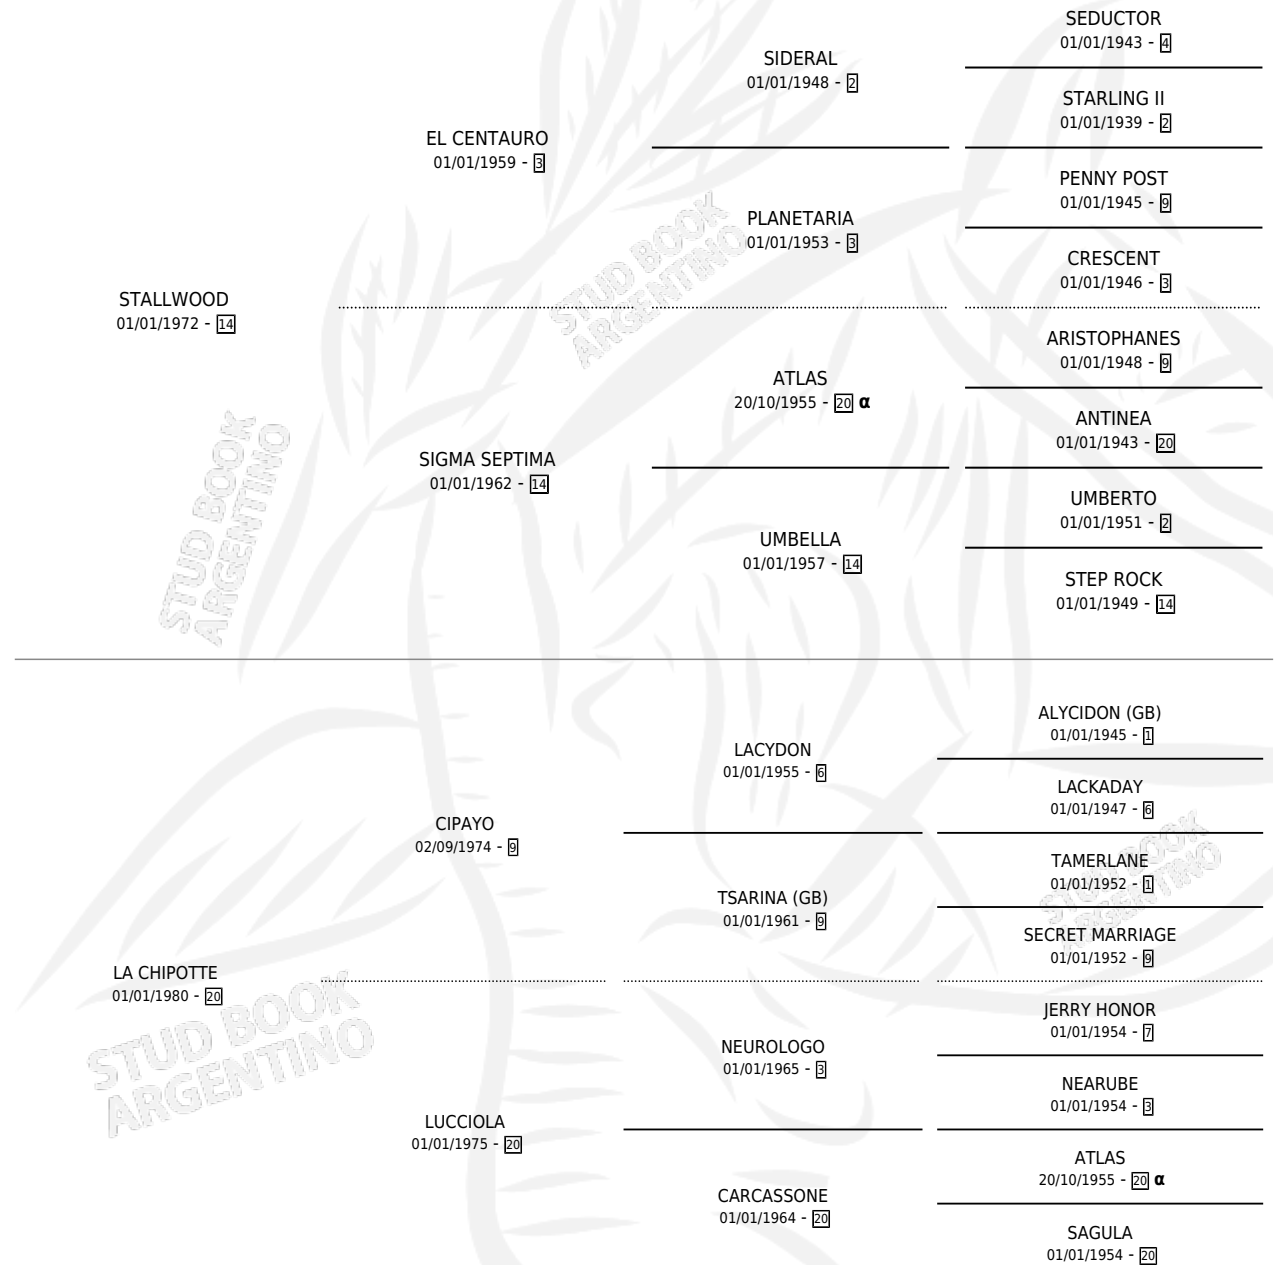 SEDUCTOR
01/01/1943 - 4
SIDERAL
01/01/1948 - 2
STARLING II
01/01/1939 - 2
EL CENTAURO
01/01/1959 - 3
PENNY POST
01/01/1945 - 9
PLANETARIA
01/01/1953 - 3
CRESCENT
01/01/1946 - 3
STALLWOOD
01/01/1972 - 14
ARISTOPHANES
01/01/1948 - 9
ATLAS
20/10/1955 - 20 α
ANTINEA
01/01/1943 - 20
SIGMA SEPTIMA
01/01/1962 - 14
UMBERTO
01/01/1951 - 2
UMBELLA
01/01/1957 - 14
STEP ROCK
01/01/1949 - 14
ALYCIDON (GB)
01/01/1945 - 1
LACYDON
01/01/1955 - 6
LACKADAY
01/01/1947 - 6
CIPAYO
02/09/1974 - 9
TAMERLANE
01/01/1952 - 1
TSARINA (GB)
01/01/1961 - 9
SECRET MARRIAGE
01/01/1952 - 9
LA CHIPOTTE
01/01/1980 - 20
JERRY HONOR
01/01/1954 - 7
NEUROLOGO
01/01/1965 - 3
NEARUBE
01/01/1954 - 3
LUCCIOLA
01/01/1975 - 20
ATLAS
20/10/1955 - 20 α
CARCASSONE
01/01/1964 - 20
SAGULA
01/01/1954 - 20
STUD BOOK
ARGENTINO
STUD BOOK
ARGENTINO
STUD BOOK
ARGENTINO
STUD BOOK
ARGENTINO